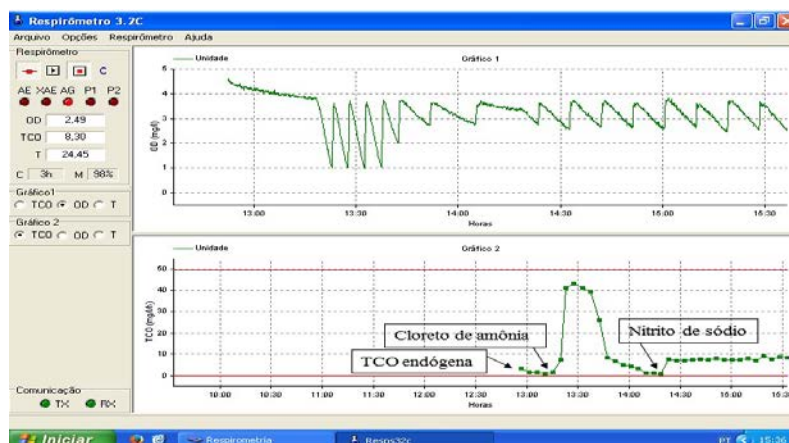 Respirômetro 3.2C
Arquivo Opções Respirômetro Ajuda
Respirômetro
C
AE XAE AG P1 P2
OD 2,49
TCO 8,30
T 24,45
C 3h M 98%
Gráfico1
TCO OD T
Gráfico 2
TCO OD T
Comunicação
TX RX
Unidade
Gráfico 1
OD (mg/l)
5
4
3
2
1
0
13:00 13:30 14:00 14:30 15:00 15:30
Horas
Unidade
Gráfico 2
TCO (mg/l/h)
50
40
30
20
10
0
Cloreto de amônia
TCO endógena
Nitrito de sódio
10:00 10:30 11:00 11:30 12:00 12:30 13:00 13:30 14:00 14:30 15:00
Horas
Iniciar
Respirometria
Resps32c
PT
15:36